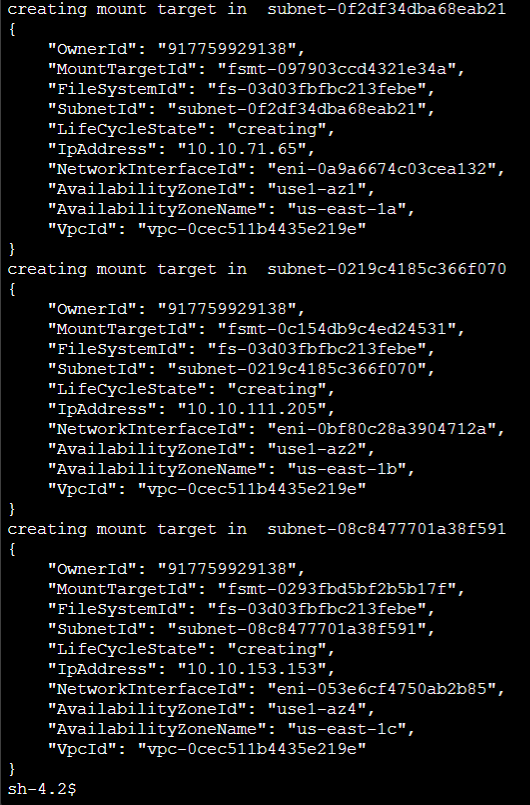 creating mount target in  subnet-0f2df34dba68eab21
{
    "OwnerId": "917759929138",
    "MountTargetId": "fsmt-097903ccd4321e34a",
    "FileSystemId": "fs-03d03fbfbc213febe",
    "SubnetId": "subnet-0f2df34dba68eab21",
    "LifeCycleState": "creating",
    "IpAddress": "10.10.71.65",
    "NetworkInterfaceId": "eni-0a9a6674c03cea132",
    "AvailabilityZoneId": "use1-az1",
    "AvailabilityZoneName": "us-east-1a",
    "VpcId": "vpc-0cec511b4435e219e"
}
creating mount target in  subnet-0219c4185c366f070
{
    "OwnerId": "917759929138",
    "MountTargetId": "fsmt-0c154db9c4ed24531",
    "FileSystemId": "fs-03d03fbfbc213febe",
    "SubnetId": "subnet-0219c4185c366f070",
    "LifeCycleState": "creating",
    "IpAddress": "10.10.111.205",
    "NetworkInterfaceId": "eni-0bf80c28a3904712a",
    "AvailabilityZoneId": "use1-az2",
    "AvailabilityZoneName": "us-east-1b",
    "VpcId": "vpc-0cec511b4435e219e"
}
creating mount target in  subnet-08c8477701a38f591
{
    "OwnerId": "917759929138",
    "MountTargetId": "fsmt-0293fbd5bf2b5b17f",
    "FileSystemId": "fs-03d03fbfbc213febe",
    "SubnetId": "subnet-08c8477701a38f591",
    "LifeCycleState": "creating",
    "IpAddress": "10.10.153.153",
    "NetworkInterfaceId": "eni-053e6cf4750ab2b85",
    "AvailabilityZoneId": "use1-az4",
    "AvailabilityZoneName": "us-east-1c",
    "VpcId": "vpc-0cec511b4435e219e"
}
sh-4.2$